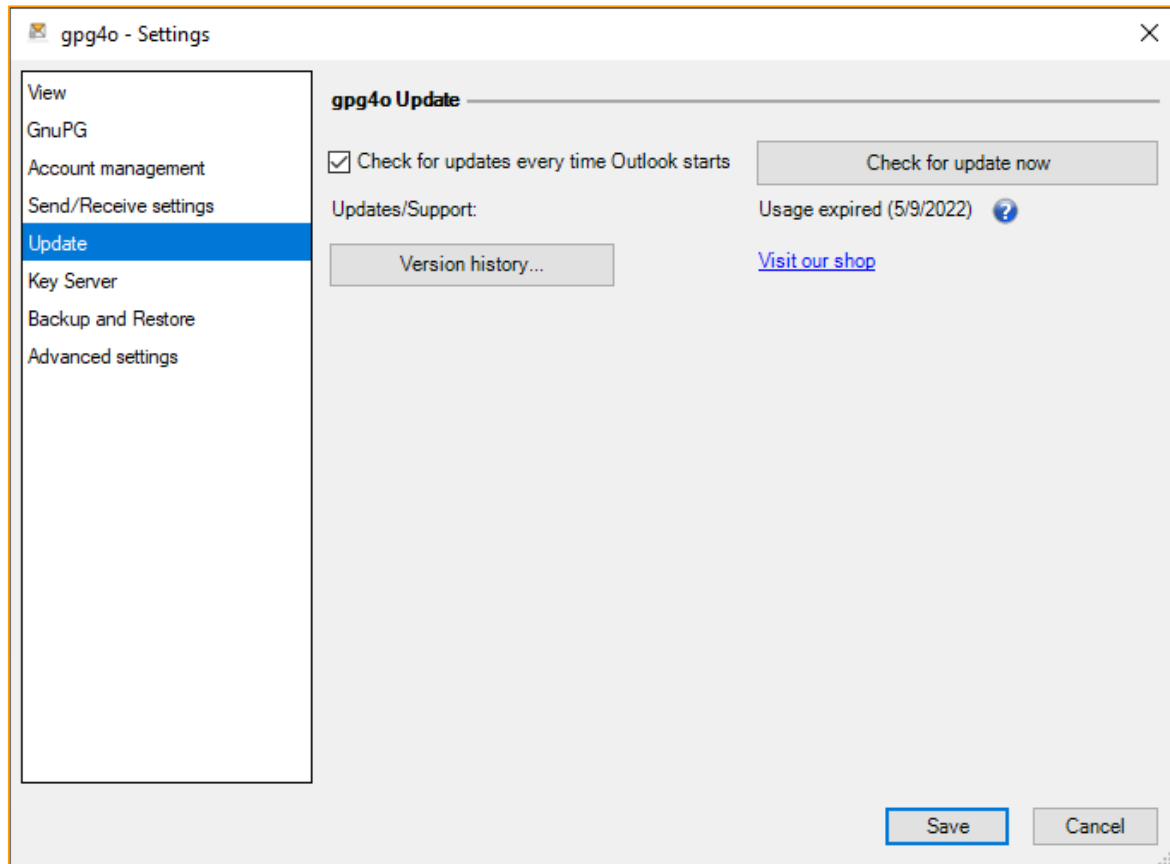 gpg4o - Settings
View
GnuPG
Account management
Send/Receive settings
Update
Key Server
Backup and Restore
Advanced settings
gpg4o Update
Check for updates every time Outlook starts
Check for update now
Updates/Support:
Usage expired (5/9/2022)
Version history...
Visit our shop
Save
Cancel